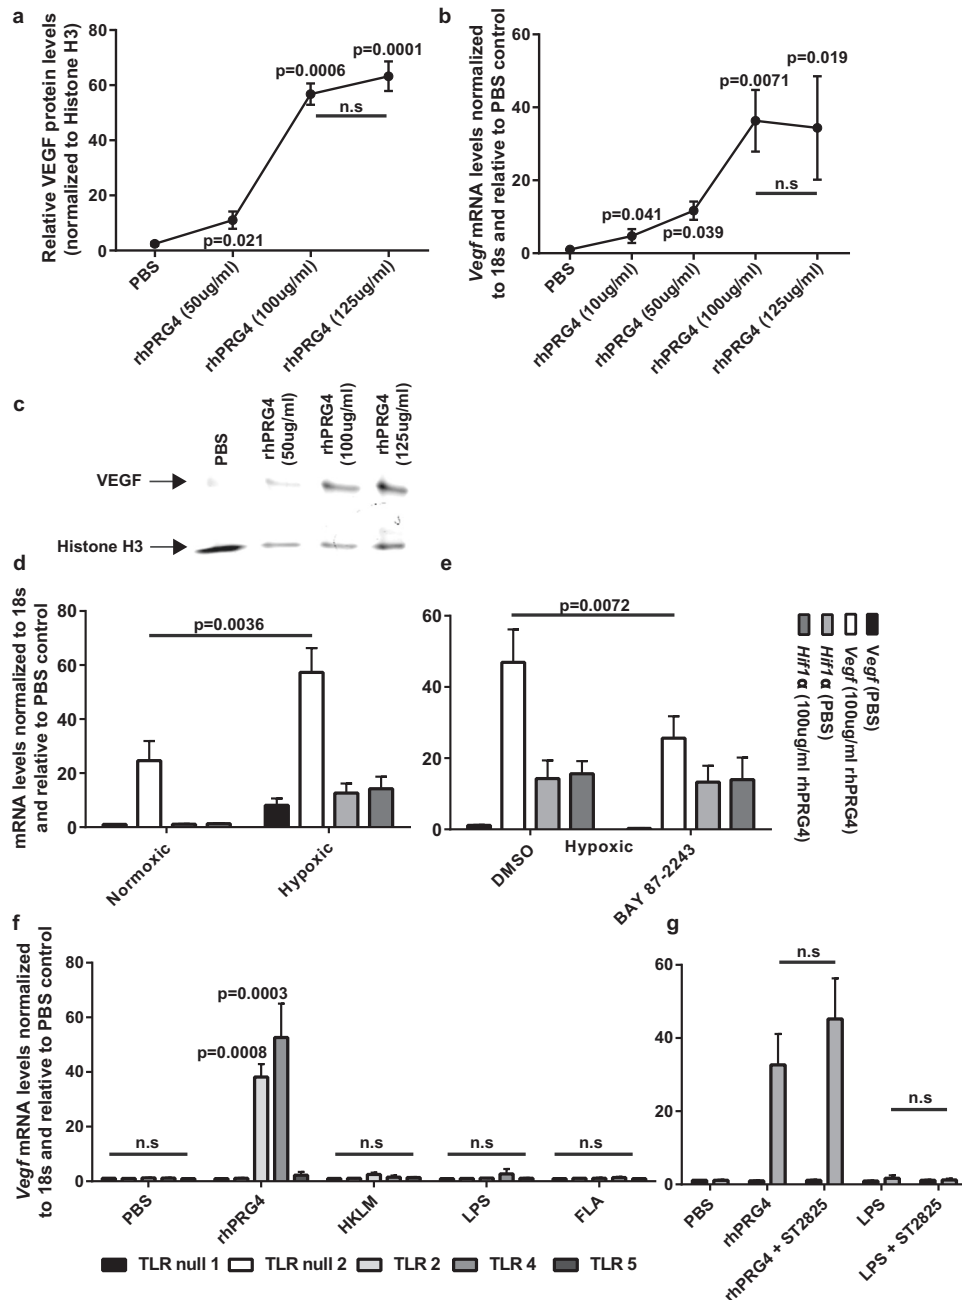 a
Relative VEGF protein levels
(normalized to Histone H3)
80
60
40
20
0
p=0.0006
p=0.0001
n.s
p=0.021
PBS
rhPRG4 (50ug/ml)
rhPRG4 (100ug/ml)
rhPRG4 (125ug/ml)
b
Vegf mRNA levels normalized
to 18s and relative to PBS control
60
40
20
0
p=0.041
p=0.039
p=0.0071
p=0.019
n.s
PBS
rhPRG4 (10ug/ml)
rhPRG4 (50ug/ml)
rhPRG4 (100ug/ml)
rhPRG4 (125ug/ml)
c
PBS
rhPRG4
(50ug/ml)
rhPRG4
(100ug/ml)
rhPRG4
(125ug/ml)
VEGF
Histone H3
d
mRNA levels normalized to 18s
and relative to PBS control
80
60
40
20
0
p=0.0036
Normoxic
Hypoxic
e
60
40
20
0
p=0.0072
DMSO
Hypoxic
BAY 87-2243
Vegf (PBS)
Vegf (100ug/ml rhPRG4)
Hif1α (PBS)
Hif1α (100ug/ml rhPRG4)
f
Vegf mRNA levels normalized
to 18s and relative to PBS control
80
60
40
20
0
n.s
p=0.0008
p=0.0003
n.s
n.s
n.s
PBS
rhPRG4
HKLM
LPS
FLA
TLR null 1
TLR null 2
TLR 2
TLR 4
TLR 5
g
60
40
20
0
n.s
n.s
PBS
rhPRG4
rhPRG4 + ST2825
LPS
LPS + ST2825